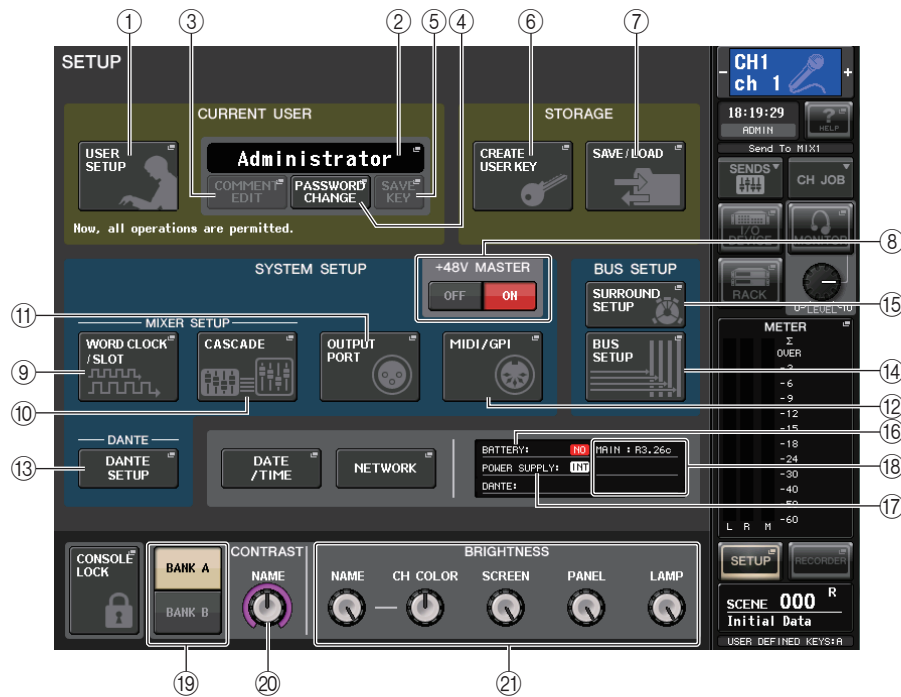 ① ③ ② ⑤ ④ ⑥ ⑦
SETUP
CURRENT USER
STORAGE
USER SETUP
Administrator
COMMENT EDIT
PASSWORD CHANGE
SAVE KEY
Now, all operations are permitted.
CREATE USER KEY
SAVE/LOAD
⑧
SYSTEM SETUP
+48V MASTER
OFF
ON
BUS SETUP
SURROUND SETUP
⑮
⑪
MIXER SETUP
WORD CLOCK /SLOT
CASCADE
OUTPUT PORT
MIDI/GPI
BUS SETUP
⑨
⑩
⑭
⑫
⑯
DANTE
⑬
DANTE SETUP
DATE /TIME
NETWORK
BATTERY: NO
POWER SUPPLY: INT
DANTE:
MAIN : R3.26c
⑱
⑰
CONSOLE LOCK
BANK A
BANK B
CONTRAST
NAME
BRIGHTNESS
NAME
CH COLOR
SCREEN
PANEL
LAMP
⑲ ⑳ ㉑
- CH1 +
ch 1
18:19:29
ADMIN
?
HELP
Send To MIX1
SENDS
CH JOB
I/O DEVICE
MONITOR
RACK
LEVEL
METER
Σ
OVER
-3
-6
-9
-12
-15
-18
-24
-30
-40
-50
-60
L R M
SETUP
RECORDER
SCENE 000 R
Initial Data
USER DEFINED KEYS:A